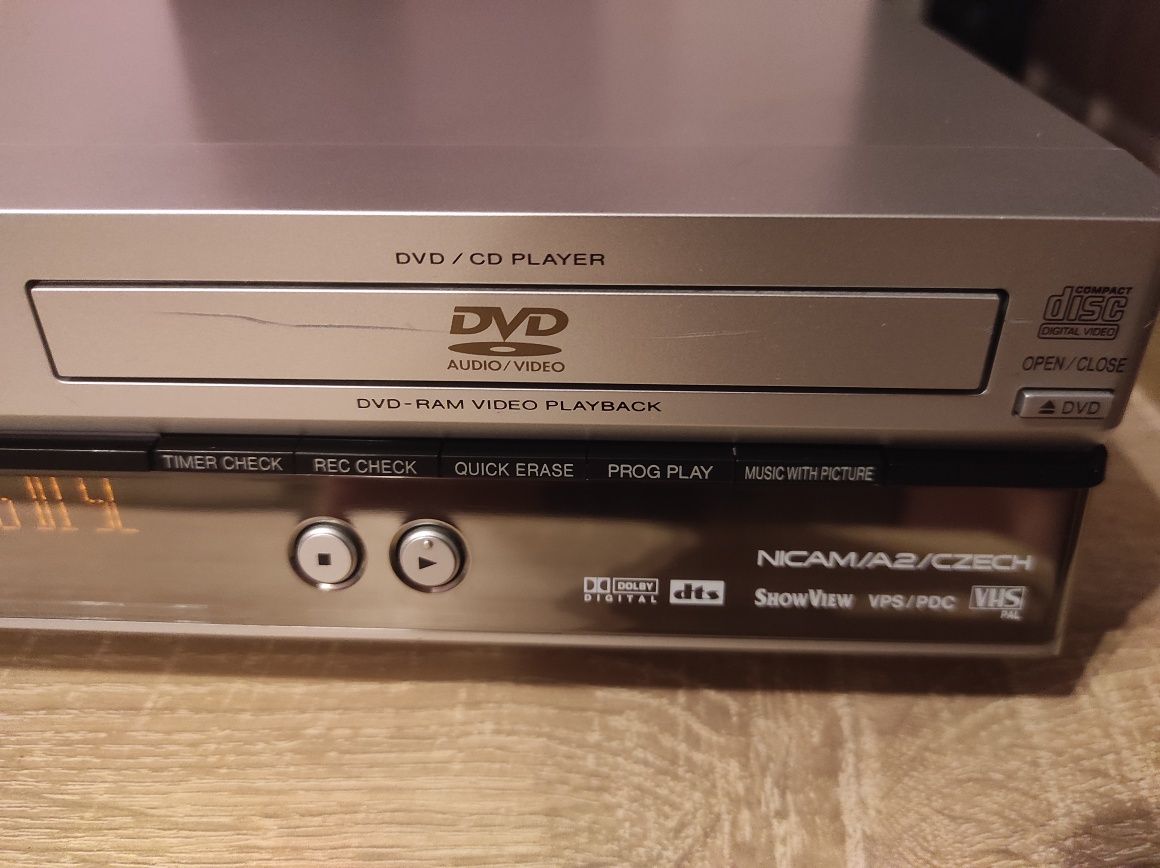 DVD / CD PLAYER
DVD
AUDIO/VIDEO
COMPACT
disc
DIGITAL VIDEO
OPEN/CLOSE
DVD
DVD-RAM VIDEO PLAYBACK
TIMER CHECK
REC CHECK
QUICK ERASE
PROG PLAY
MUSIC WITH PICTURE
NICAM/A2/CZECH
DOLBY
DIGITAL
dts
SHOWVIEW
VPS/PDC
VHS
PAL